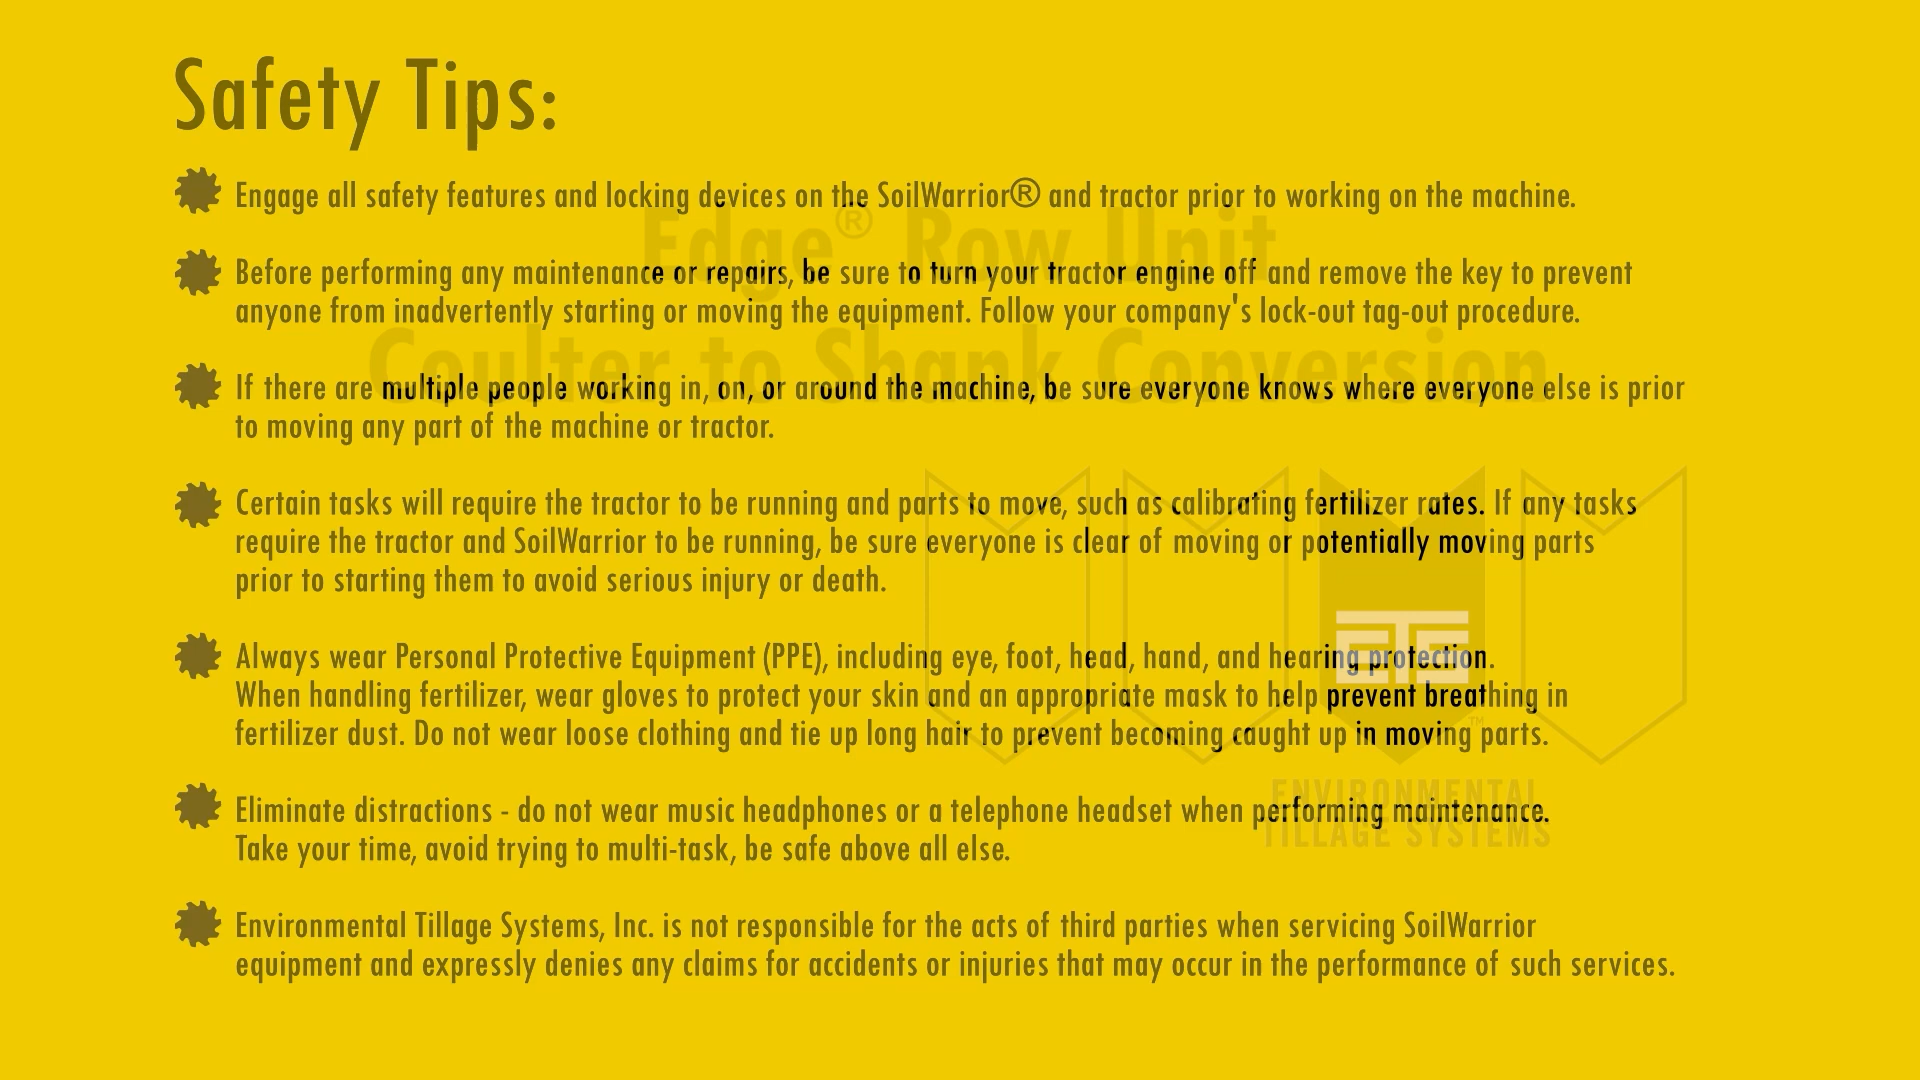 Safety Tips:
Engage all safety features and locking devices on the SoilWarrior® and tractor prior to working on the machine.
Edge® Row Unit
Before performing any maintenance or repairs, be sure to turn your tractor engine off and remove the key to prevent
anyone from inadvertently starting or moving the equipment. Follow your company's lock-out tag-out procedure.
Coulter to Shank Conversion
If there are multiple people working in, on, or around the machine, be sure everyone knows where everyone else is prior
to moving any part of the machine or tractor.
Certain tasks will require the tractor to be running and parts to move, such as calibrating fertilizer rates. If any tasks
require the tractor and SoilWarrior to be running, be sure everyone is clear of moving or potentially moving parts
prior to starting them to avoid serious injury or death.
ETS
Always wear Personal Protective Equipment (PPE), including eye, foot, head, hand, and hearing protection.
When handling fertilizer, wear gloves to protect your skin and an appropriate mask to help prevent breathing in
™
fertilizer dust. Do not wear loose clothing and tie up long hair to prevent becoming caught up in moving parts.
ENVIRONMENTAL
Eliminate distractions - do not wear music headphones or a telephone headset when performing maintenance.
TILLAGE SYSTEMS
Take your time, avoid trying to multi-task, be safe above all else.
Environmental Tillage Systems, Inc. is not responsible for the acts of third parties when servicing SoilWarrior
equipment and expressly denies any claims for accidents or injuries that may occur in the performance of such services.